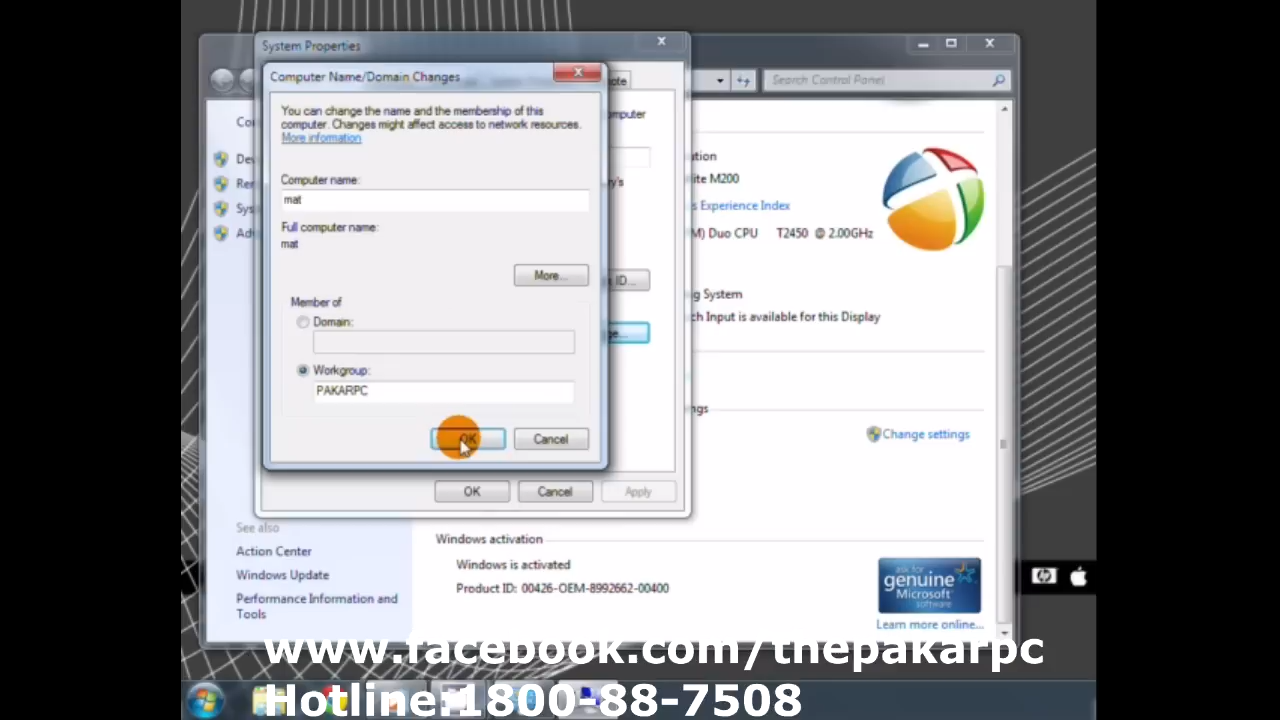 System Properties
Computer Name/Domain Changes
Search Control Panel
You can change the name and the membership of this
computer. Changes might affect access to network resources.
More information
Computer name:
mat
Full computer name:
mat
More...
Member of
Domain:
Workgroup:
PAKARPC
OK
Cancel
OK
Cancel
Apply
M200
Experience Index
Duo CPU T2450 @ 2.00GHz
System
Input is available for this Display
Change settings
See also
Action Center
Windows Update
Performance Information and
Tools
Windows activation
Windows is activated
Product ID: 00426-OEM-8992662-00400
ask for
genuine
Microsoft
software
Learn more online...
www.facebook.com/thepakarpc
Hotline:1800-88-7508